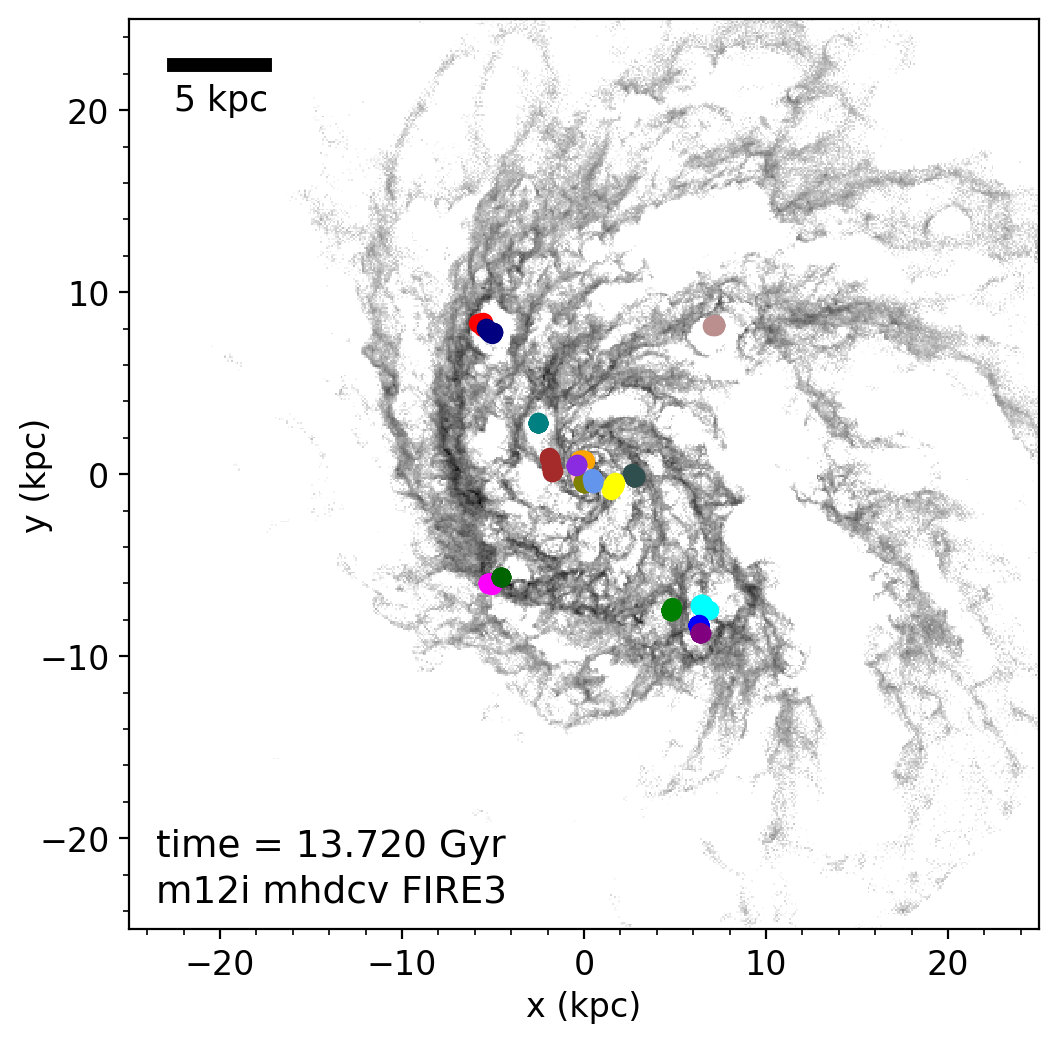 5 kpc
20
10
0
−10
−20
y (kpc)
time = 13.720 Gyr
m12i mhdcv FIRE3
−20 −10 0 10 20
x (kpc)